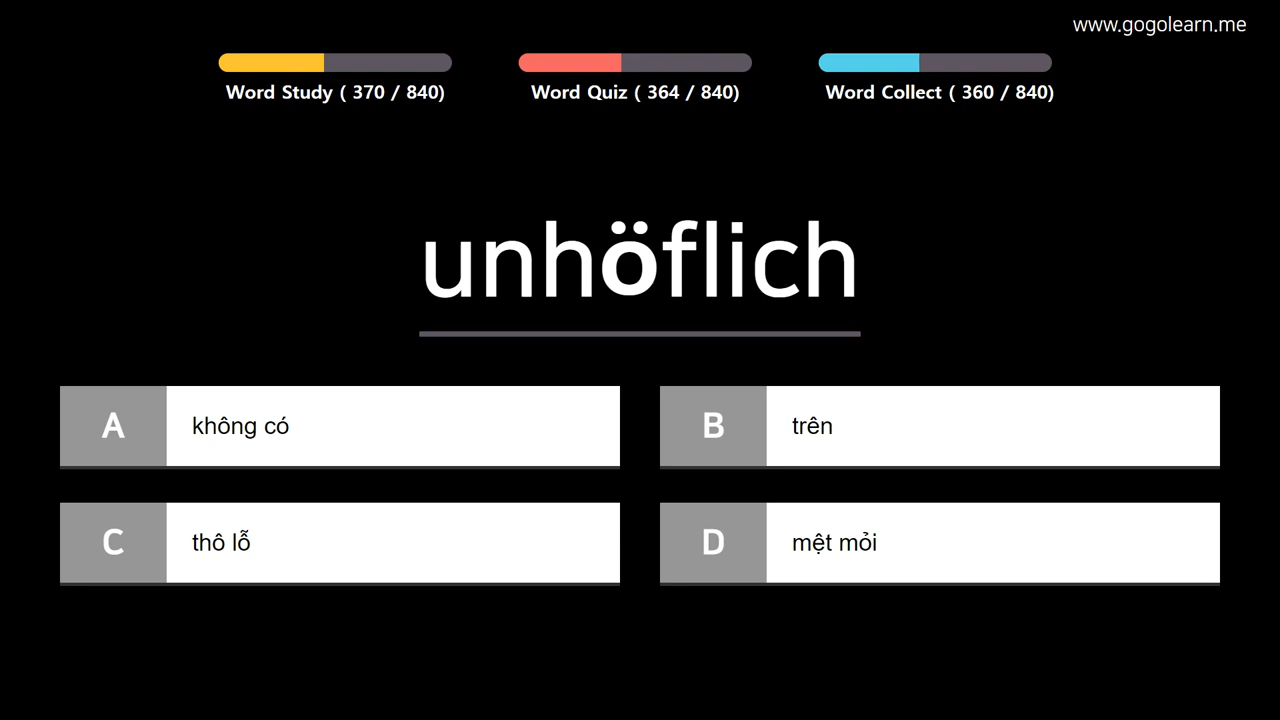 www.gogolearn.me
Word Study ( 370 / 840)
Word Quiz ( 364 / 840)
Word Collect ( 360 / 840)
unhöflich
A không có
B trên
C thô lỗ
D mệt mỏi